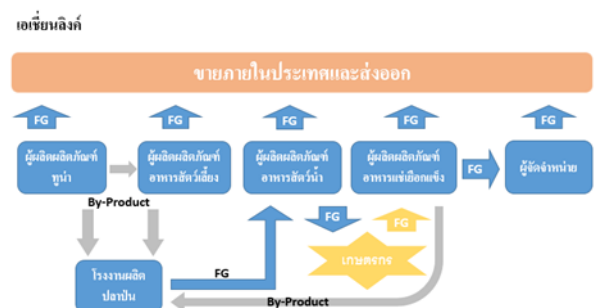 เอเชี่ยนลิงค์
ขายภายในประเทศและส่งออก
FG
FG
FG
FG
FG
ผู้ผลิตผลิตภัณฑ์
ทูน่า
ผู้ผลิตผลิตภัณฑ์
อาหารสัตว์เลี้ยง
ผู้ผลิตผลิตภัณฑ์
อาหารสัตว์น้ำ
ผู้ผลิตผลิตภัณฑ์
อาหารแช่เยือกแข็ง
FG
ผู้จัดจำหน่าย
By-Product
FG
FG
เกษตรกร
โรงงานผลิต
ปลาป่น
FG
By-Product